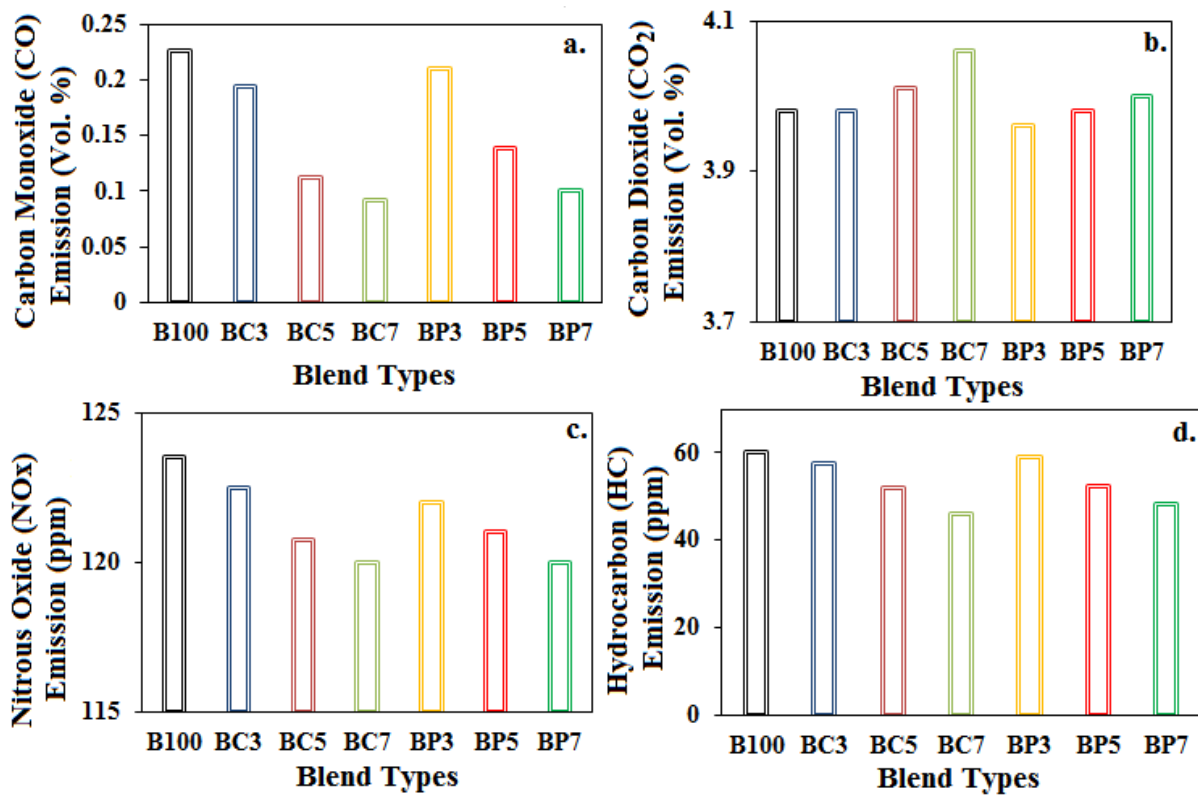 Carbon Monoxide (CO)
Emission (Vol. %)
0.25
0.2
0.15
0.1
0.05
0
a.
B100 BC3 BC5 BC7 BP3 BP5 BP7
Blend Types
Carbon Dioxide (CO2)
Emission (Vol. %)
4.1
3.9
3.7
b.
B100 BC3 BC5 BC7 BP3 BP5 BP7
Blend Types
Nitrous Oxide (NOx)
Emission (ppm)
125
120
115
c.
B100 BC3 BC5 BC7 BP3 BP5 BP7
Blend Types
Hydrocarbon (HC)
Emission (ppm)
60
40
20
0
d.
B100 BC3 BC5 BC7 BP3 BP5 BP7
Blend Types